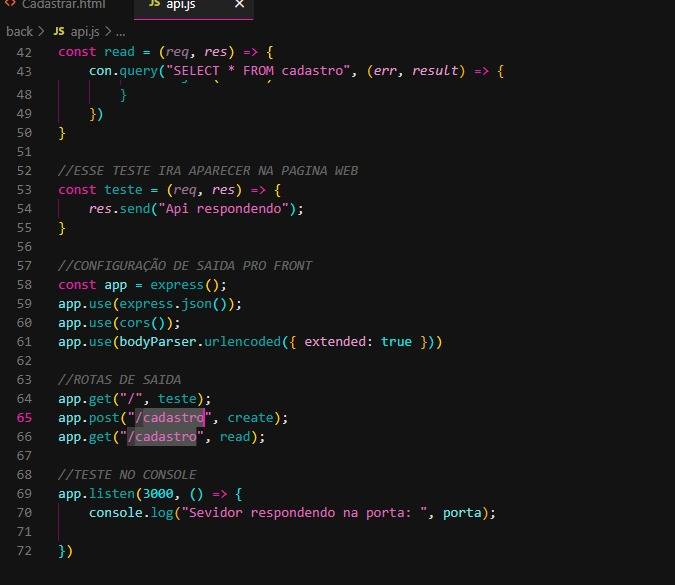 <> Cadastrar.html JS api.js ×
back > JS api.js > ...
42 const read = (req, res) => {
43 con.query("SELECT * FROM cadastro", (err, result) => {
48 }
49 })
50 }
51
52 //ESSE TESTE IRA APARECER NA PAGINA WEB
53 const teste = (req, res) => {
54 res.send("Api respondendo");
55 }
56
57 //CONFIGURAÇÃO DE SAIDA PRO FRONT
58 const app = express();
59 app.use(express.json());
60 app.use(cors());
61 app.use(bodyParser.urlencoded({ extended: true }))
62
63 //ROTAS DE SAIDA
64 app.get("/", teste);
65 app.post("/cadastro", create);
66 app.get("/cadastro", read);
67
68 //TESTE NO CONSOLE
69 app.listen(3000, () => {
70 console.log("Sevidor respondendo na porta: ", porta);
71
72 })